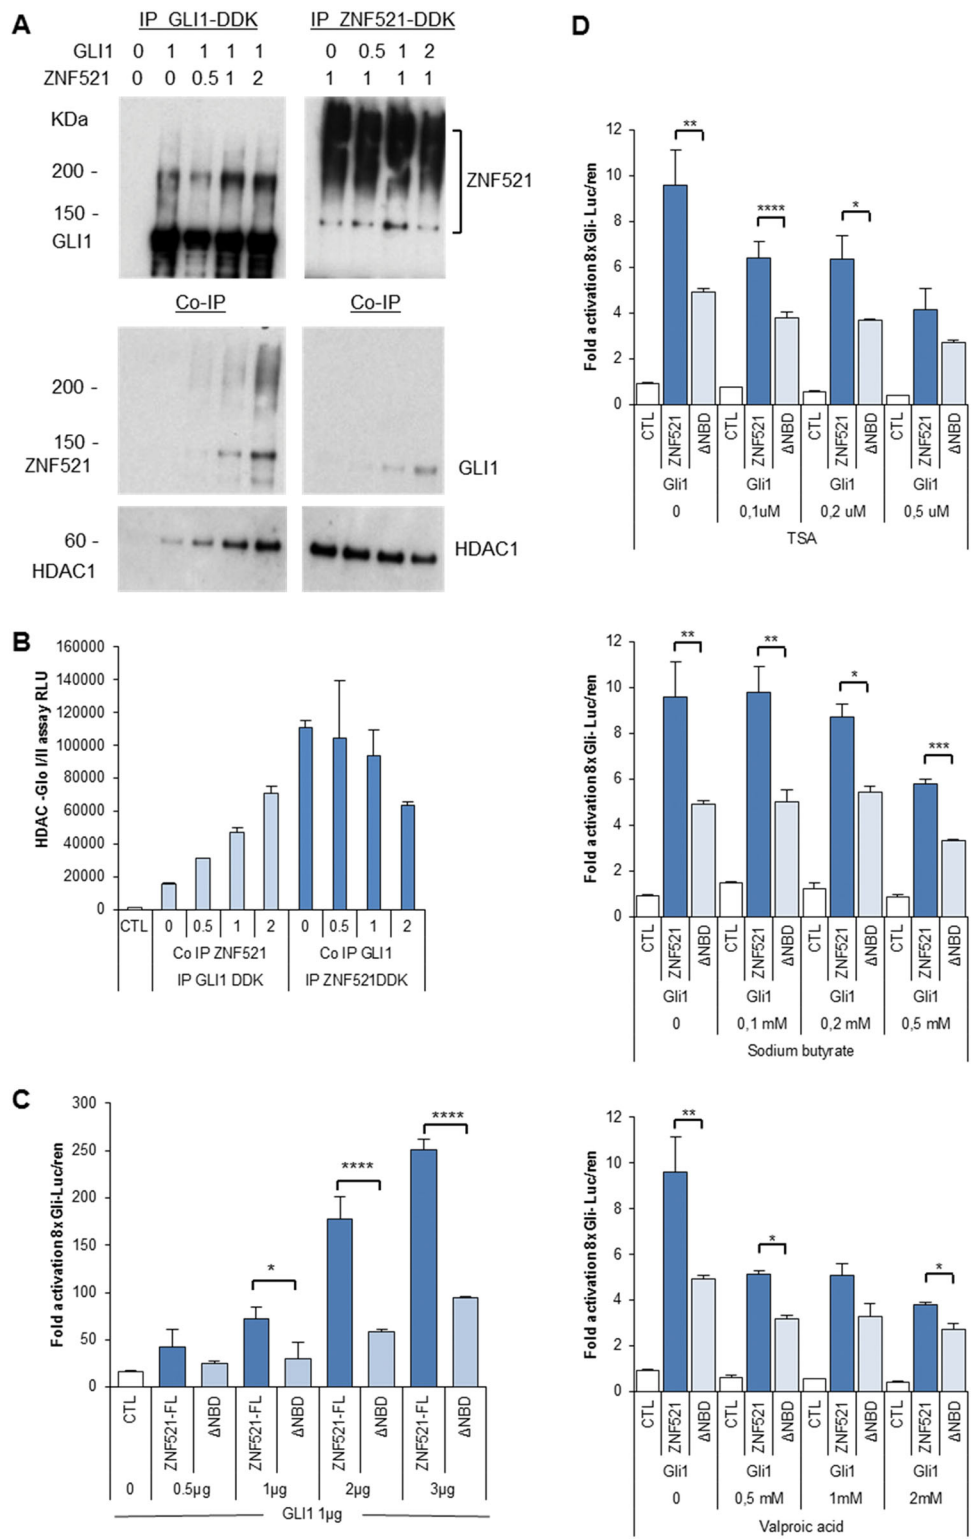 A
IP GLI1-DDK
IP ZNF521-DDK
GLI1 0 1 1 1 1
0 0.5 1 2
ZNF521 0 0 0.5 1 2
1 1 1 1
KDa
200 -
150 -
GLI1
ZNF521
Co-IP
Co-IP
200 -
150 -
ZNF521
GLI1
60 -
HDAC1
HDAC1
B
HDAC -Glo I/II assay RLU
160000
140000
120000
100000
80000
60000
40000
20000
0
CTL 0 0.5 1 2 0 0.5 1 2
Co IP ZNF521 Co IP GLI1
IP GLI1 DDK IP ZNF521DDK
C
Fold activation 8x Gli-Luc/ren
300
250
200
150
100
50
0
*
****
****
CTL ZNF521-FL ΔNBD ZNF521-FL ΔNBD ZNF521-FL ΔNBD ZNF521-FL ΔNBD
0 0.5µg 1µg 2µg 3µg
GLI1 1µg
D
Fold activation 8x Gli- Luc/ren
12
10
8
6
4
2
0
**
****
*
CTL ZNF521 ΔNBD CTL ZNF521 ΔNBD CTL ZNF521 ΔNBD CTL ZNF521 ΔNBD
Gli1 Gli1 Gli1 Gli1
0 0,1uM 0,2 uM 0,5 uM
TSA
Fold activation 8x Gli- Luc/ren
12
10
8
6
4
2
0
**
**
*
***
CTL ZNF521 ΔNBD CTL ZNF521 ΔNBD CTL ZNF521 ΔNBD CTL ZNF521 ΔNBD
Gli1 Gli1 Gli1 Gli1
0 0,1 mM 0,2 mM 0,5 mM
Sodium butyrate
Fold activation 8x Gli- Luc/ren
12
10
8
6
4
2
0
**
*
*
CTL ZNF521 ΔNBD CTL ZNF521 ΔNBD CTL ZNF521 ΔNBD CTL ZNF521 ΔNBD
Gli1 Gli1 Gli1 Gli1
0 0,5 mM 1mM 2mM
Valproic acid